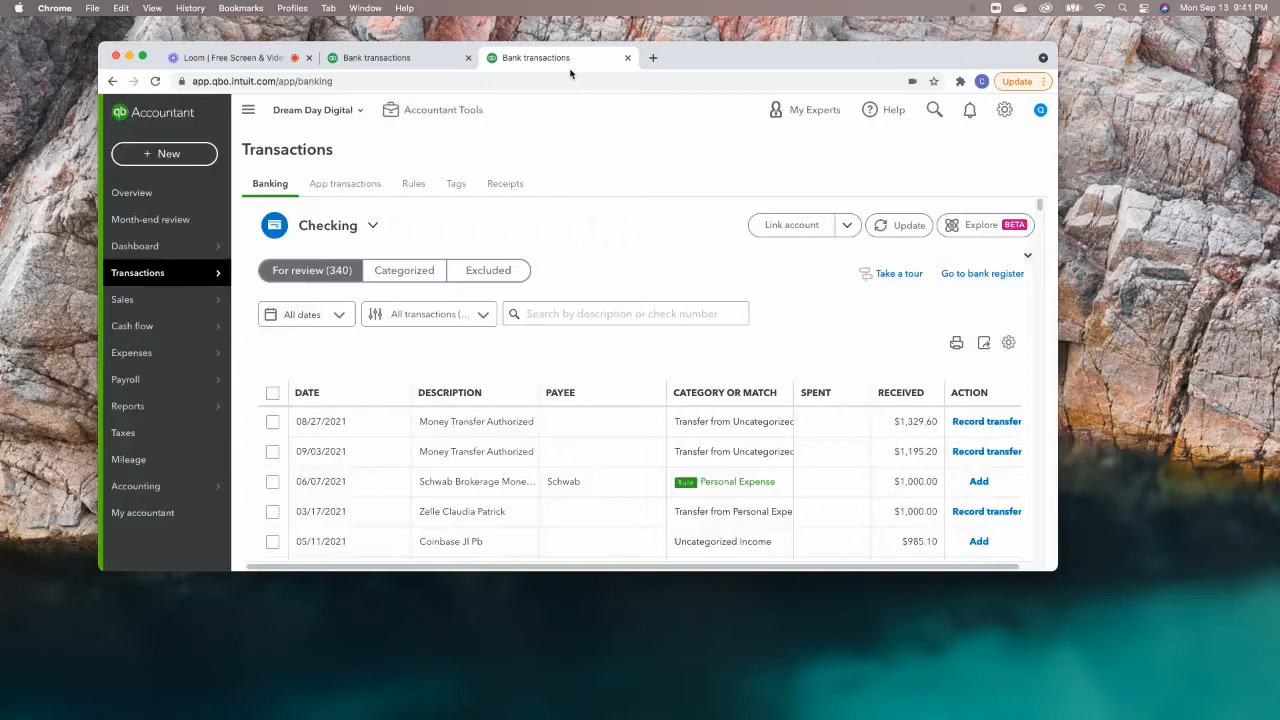 Chrome File Edit View History Bookmarks Profiles Tab Window Help Mon Sep 13 9:41 PM
Loom | Free Screen & Vide Bank transactions Bank transactions
app.qbo.intuit.com/app/banking Update
qb Accountant Dream Day Digital Accountant Tools My Experts Help
+ New
Transactions
Overview
Month-end review
Dashboard
Transactions
Sales
Cash flow
Expenses
Payroll
Reports
Taxes
Mileage
Accounting
My accountant
Banking App transactions Rules Tags Receipts
Checking Link account Update Explore BETA
For review (340) Categorized Excluded Take a tour Go to bank register
All dates All transactions (... Search by description or check number
DATE DESCRIPTION PAYEE CATEGORY OR MATCH SPENT RECEIVED ACTION
08/27/2021 Money Transfer Authorized Transfer from Uncategorized $1,329.60 Record transfer
09/03/2021 Money Transfer Authorized Transfer from Uncategorized $1,195.20 Record transfer
06/07/2021 Schwab Brokerage Mone... Schwab Rule Personal Expense $1,000.00 Add
03/17/2021 Zelle Claudia Patrick Transfer from Personal Expe $1,000.00 Record transfer
05/11/2021 Coinbase Jl Pb Uncategorized Income $985.10 Add